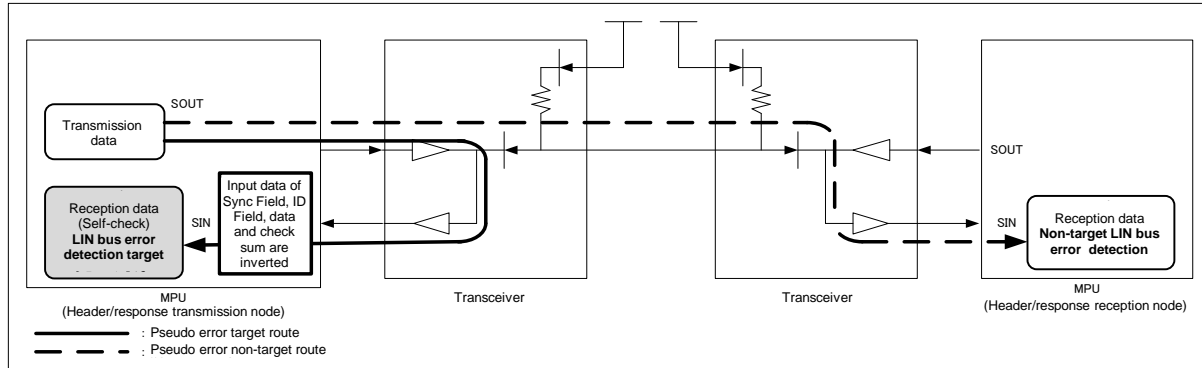 SOUT
Transmission
data
Reception data
(Self-check)
LIN bus error
detection target
SIN
Input data of
Sync Field, ID
Field, data
and check
sum are
inverted
SOUT
SIN
Reception data
Non-target LIN bus
error detection
MPU
(Header/response transmission node)
Transceiver
Transceiver
MPU
(Header/response reception node)
: Pseudo error target route
: Pseudo error non-target route